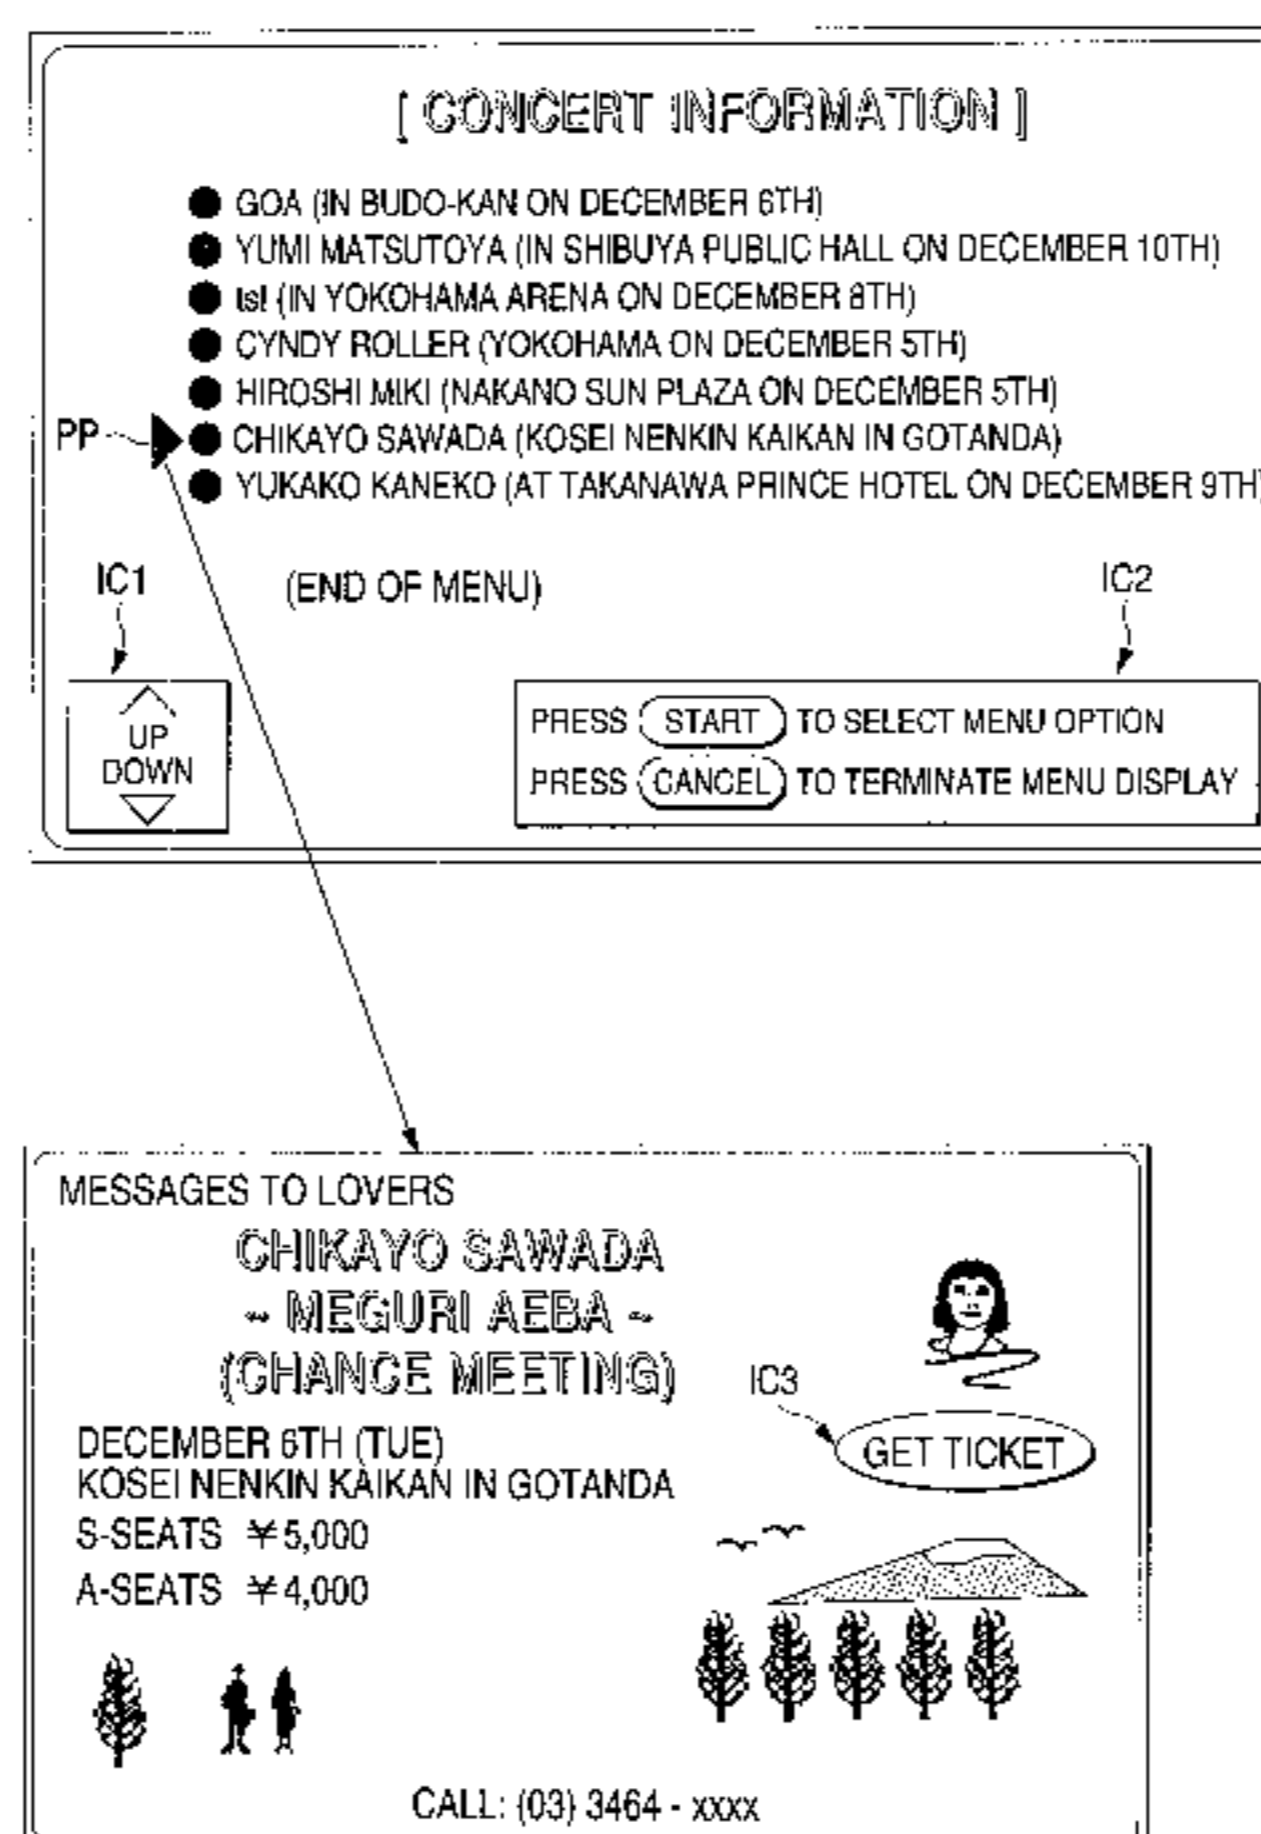 [ CONCERT INFORMATION ]
● GOA (IN BUDO-KAN ON DECEMBER 6TH)
● YUMI MATSUTOYA (IN SHIBUYA PUBLIC HALL ON DECEMBER 10TH)
● tst (IN YOKOHAMA ARENA ON DECEMBER 8TH)
● CYNDY ROLLER (YOKOHAMA ON DECEMBER 5TH)
● HIROSHI MIKI (NAKANO SUN PLAZA ON DECEMBER 5TH)
PP ● CHIKAYO SAWADA (KOSEI NENKIN KAIKAN IN GOTANDA)
● YUKAKO KANEKO (AT TAKANAWA PRINCE HOTEL ON DECEMBER 9TH)
IC1 (END OF MENU) IC2
UP
DOWN
PRESS START TO SELECT MENU OPTION
PRESS CANCEL TO TERMINATE MENU DISPLAY
MESSAGES TO LOVERS
CHIKAYO SAWADA
~ MEGURI AEBA ~
(CHANCE MEETING)
IC3
GET TICKET
DECEMBER 6TH (TUE)
KOSEI NENKIN KAIKAN IN GOTANDA
S-SEATS ¥5,000
A-SEATS ¥4,000
CALL: (03) 3464 - xxxx